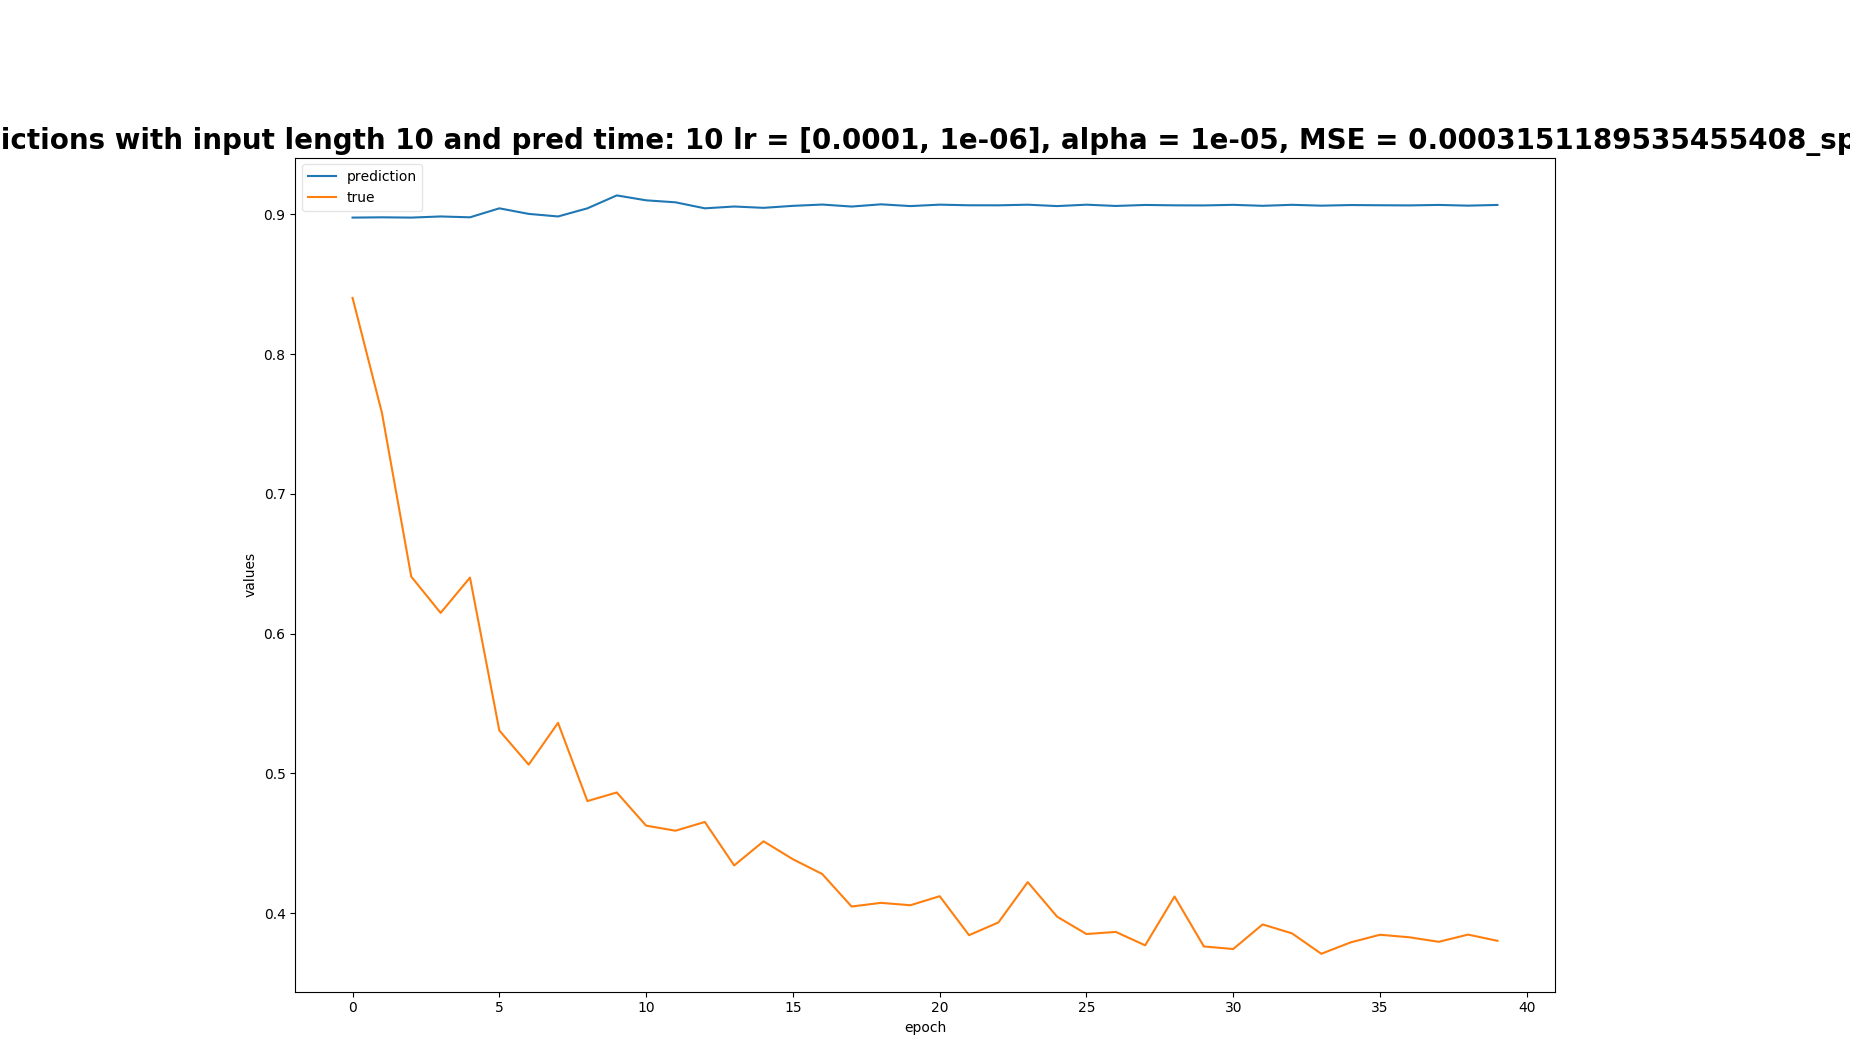 ictions with input length 10 and pred time: 10 lr = [0.0001, 1e-06], alpha = 1e-05, MSE = 0.0003151189535455408_sp
prediction
true
0.9
0.8
0.7
0.6
0.5
0.4
values
0 5 10 15 20 25 30 35 40
epoch